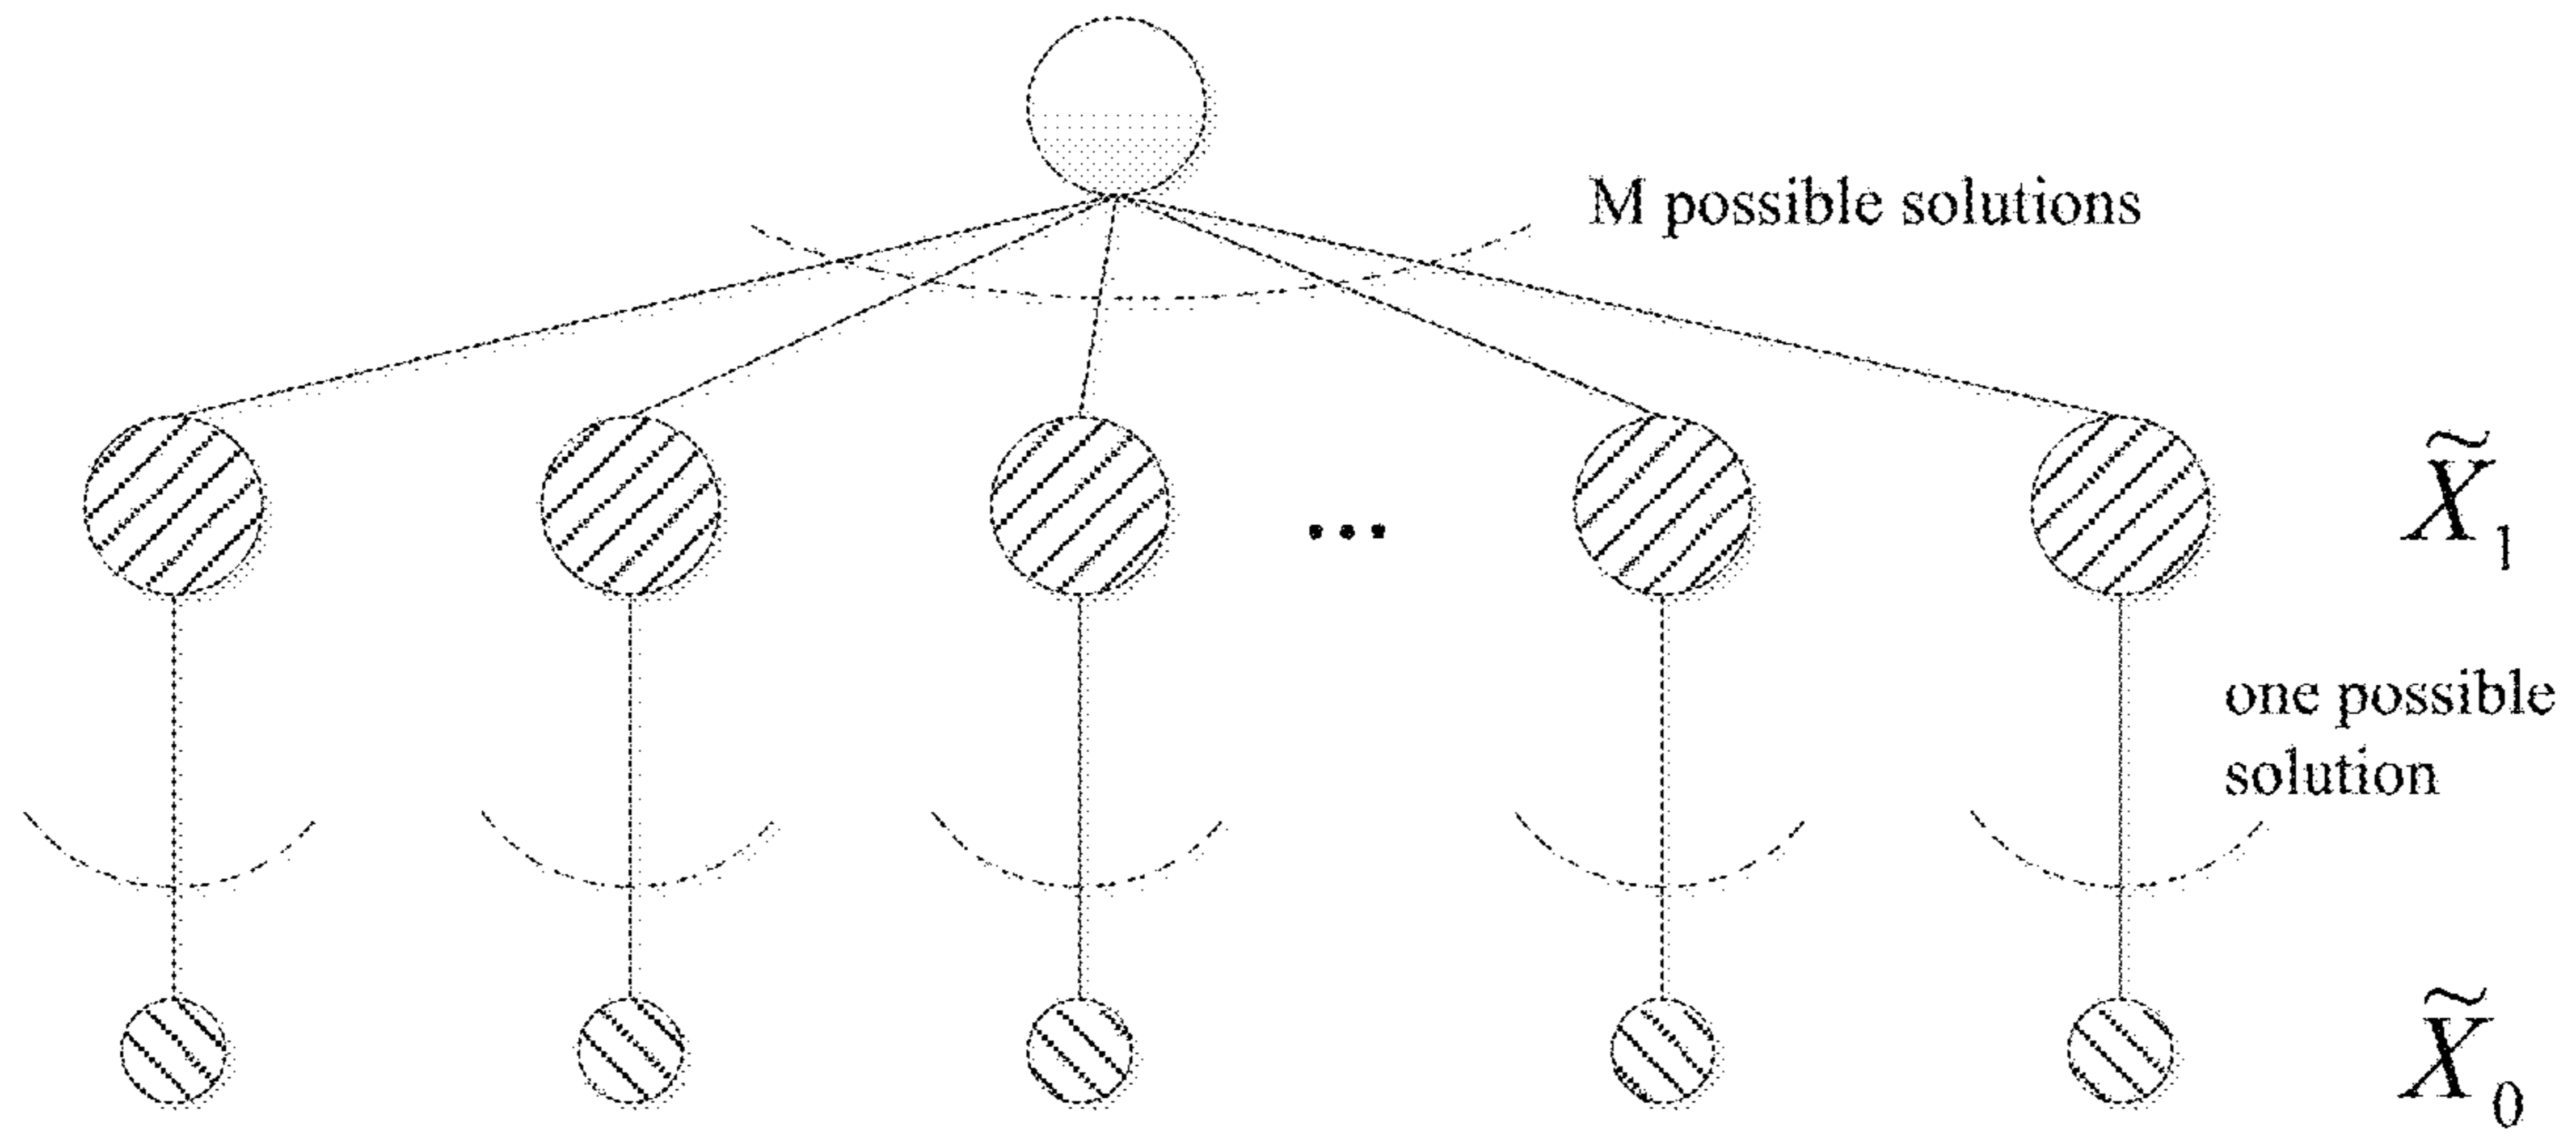 M possible solutions
...
X̃₁
one possible
solution
X̃₀